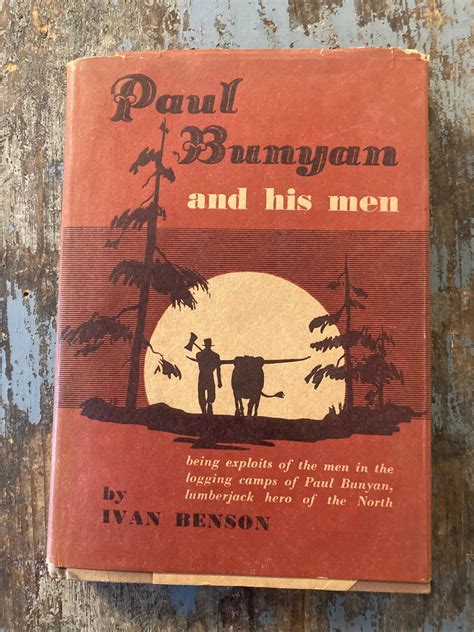 Paul
Bunyan
and his men
being exploits of the men in the
logging camps of Paul Bunyan,
lumberjack hero of the North
by
IVAN BENSON